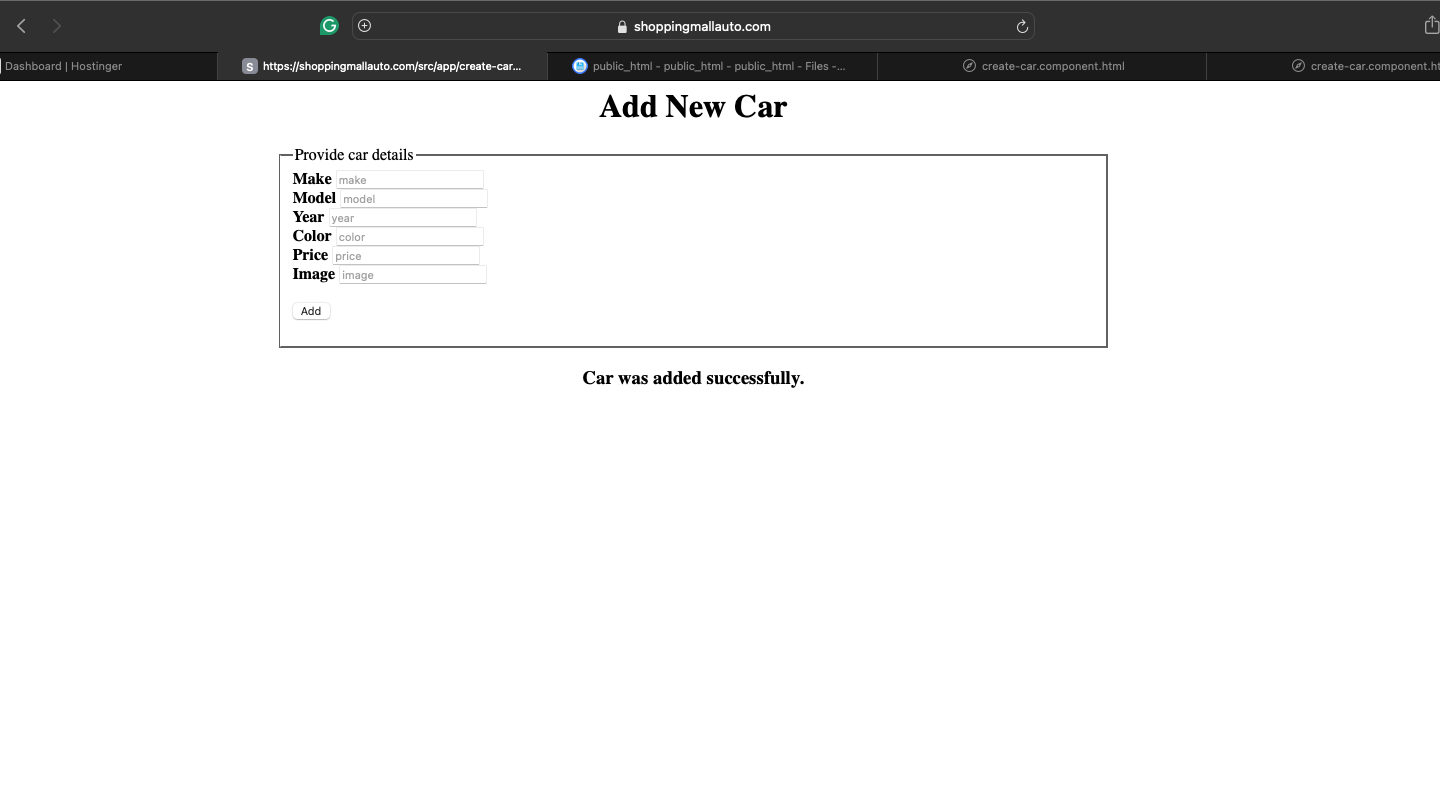 shoppingmallauto.com
Dashboard | Hostinger
S https://shoppingmallauto.com/src/app/create-car...
public_html - public_html - public_html - Files -...
create-car.component.html
create-car.component.ht
Add New Car
Provide car details
Make make
Model model
Year year
Color color
Price price
Image image
Add
Car was added successfully.